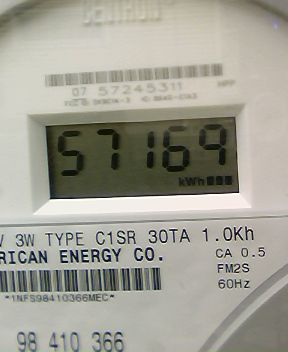 CENTRON
07 57245311
57169
kWh
V 3W TYPE C1SR 30TA 1.0Kh
RICAN ENERGY CO.
CA 0.5
FM2S
60Hz
*1NFS98410366MEC*
98 410 366